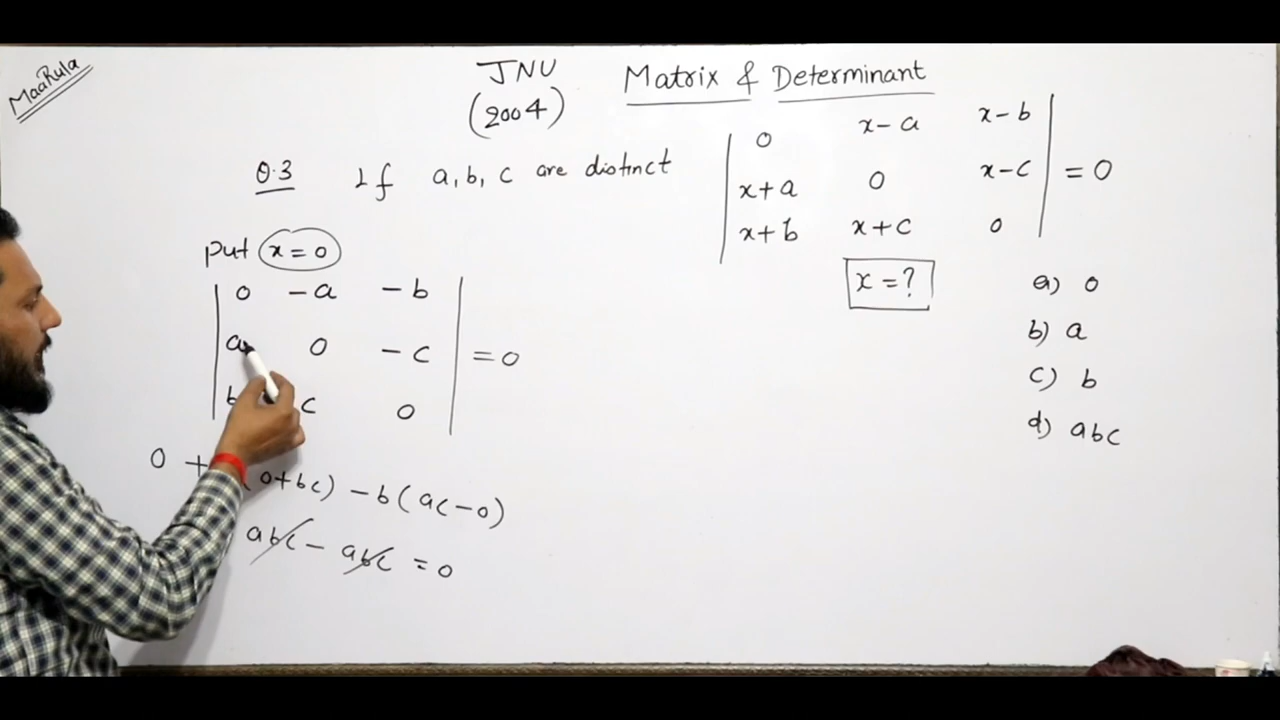 MaaRula
JNU
(2004)
Matrix & Determinant
Q.3 If a, b, c are distinct
| 0 x-a x-b |
| x+a 0 x-c | = 0
| x+b x+c 0 |
x = ?
a) 0
b) a
c) b
d) abc
put x = 0
| 0 -a -b |
| a 0 -c | = 0
| b c 0 |
0 + (0+bc) - b(ac-0)
abc - abc = 0